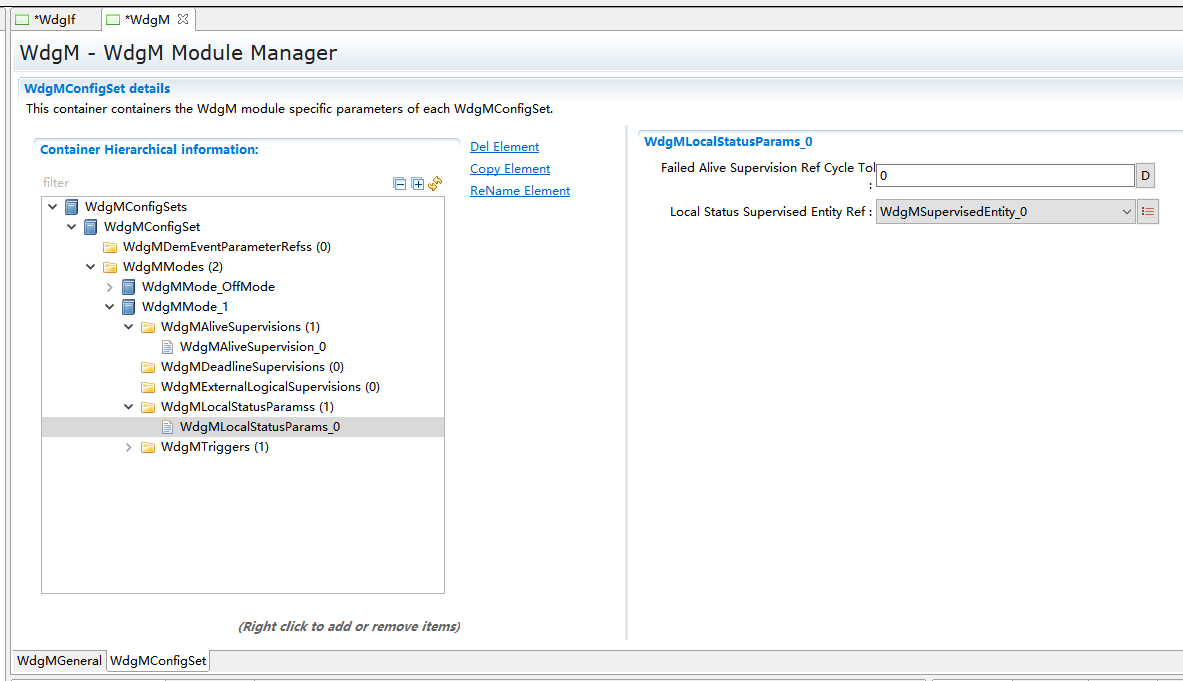 *WdgIf
*WdgM
WdgM - WdgM Module Manager
WdgMConfigSet details
This container containers the WdgM module specific parameters of each WdgMConfigSet.
Container Hierarchical information:
filter
WdgMConfigSets
WdgMConfigSet
WdgMDemEventParameterRefss (0)
WdgMModes (2)
WdgMMode_OffMode
WdgMMode_1
WdgMAliveSupervisions (1)
WdgMAliveSupervision_0
WdgMDeadlineSupervisions (0)
WdgMExternalLogicalSupervisions (0)
WdgMLocalStatusParamss (1)
WdgMLocalStatusParams_0
WdgMTriggers (1)
(Right click to add or remove items)
Del Element
Copy Element
ReName Element
WdgMLocalStatusParams_0
Failed Alive Supervision Ref Cycle Tol : 0 D
Local Status Supervised Entity Ref : WdgMSupervisedEntity_0
WdgMGeneral
WdgMConfigSet